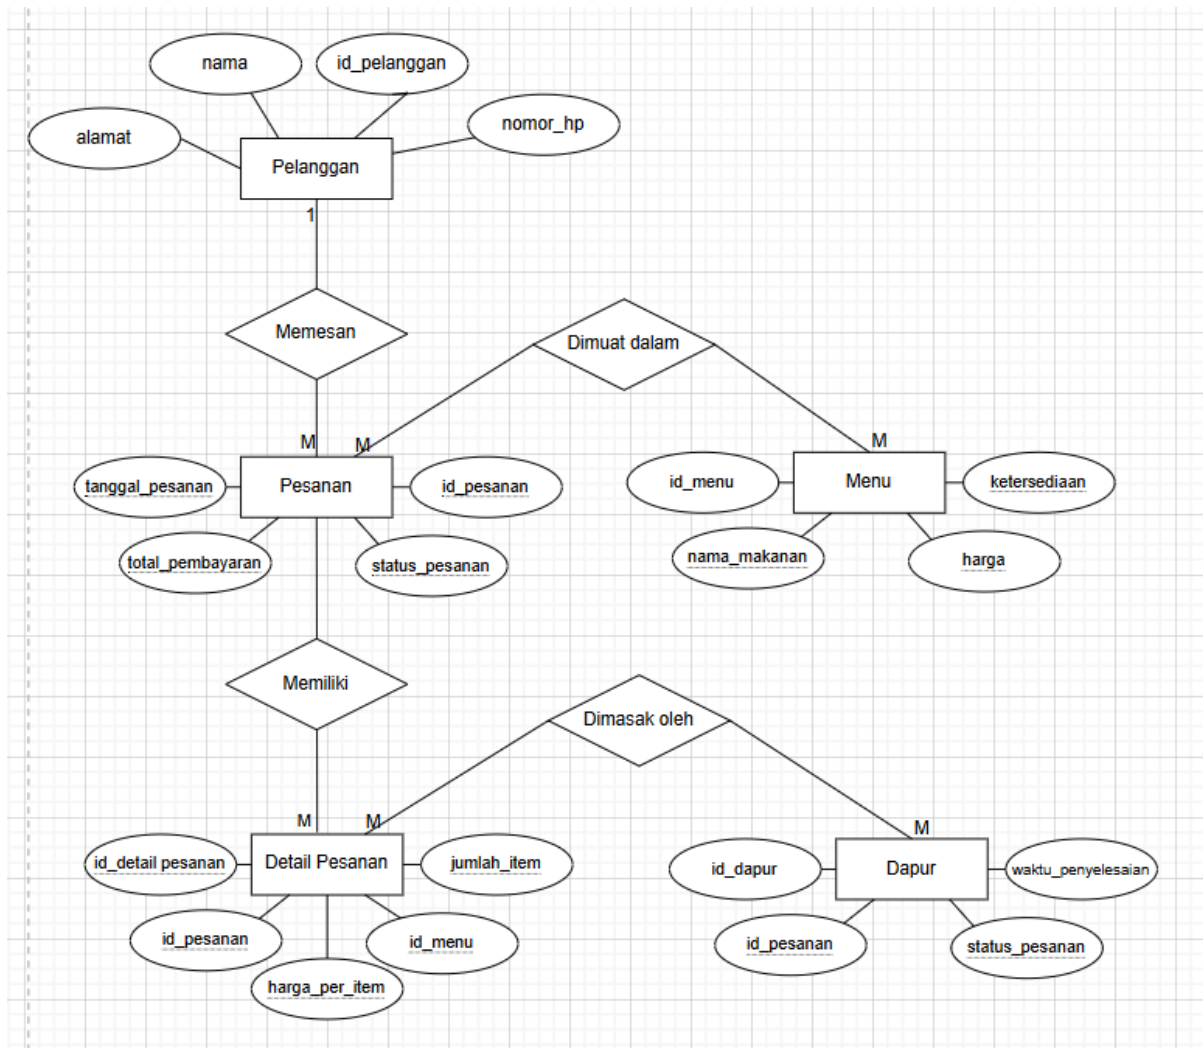 nama
id_pelanggan
alamat
nomor_hp
Pelanggan
1
Memesan
Dimuat dalam
M
M
M
tanggal_pesanan
Pesanan
id_pesanan
id_menu
Menu
ketersediaan
total_pembayaran
status_pesanan
nama_makanan
harga
Memiliki
Dimasak oleh
M
M
M
id_detail pesanan
Detail Pesanan
jumlah_item
id_dapur
Dapur
waktu_penyelesaian
id_pesanan
id_menu
id_pesanan
status_pesanan
harga_per_item